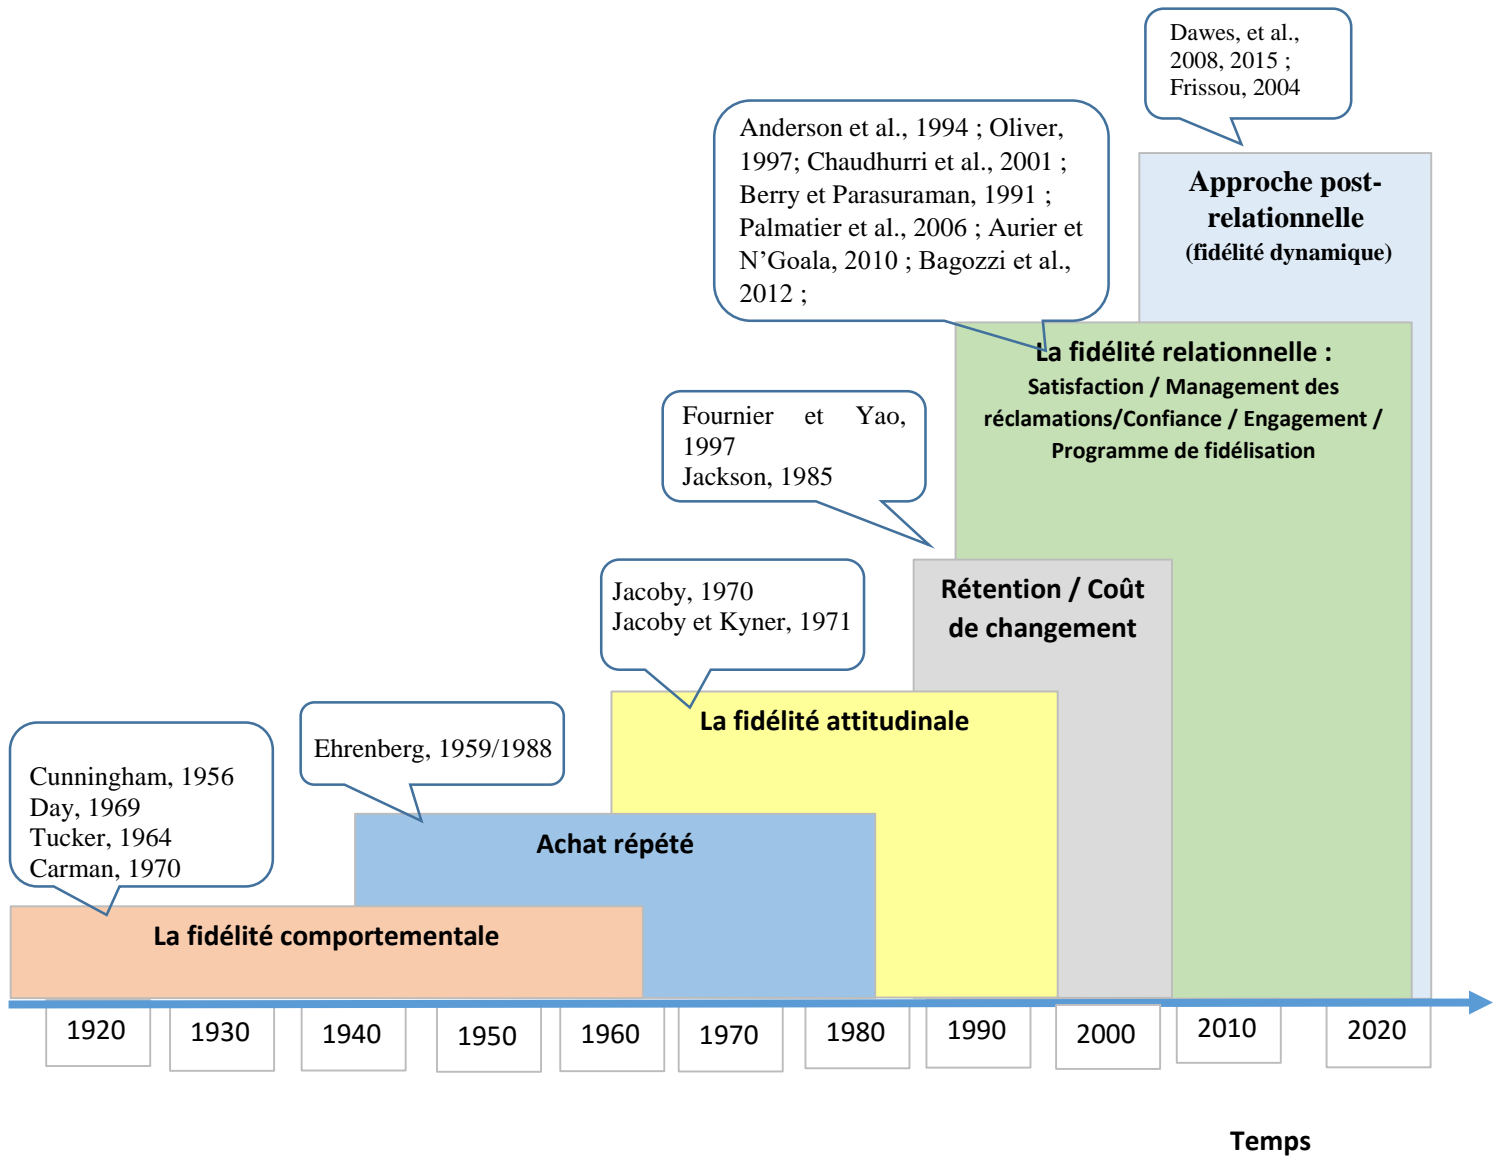 Dawes, et al.,
2008, 2015 ;
Frissou, 2004
Anderson et al., 1994 ; Oliver,
1997; Chaudhurri et al., 2001 ;
Berry et Parasuraman, 1991 ;
Palmatier et al., 2006 ; Aurier et
N’Goala, 2010 ; Bagozzi et al.,
2012 ;
Approche post-
relationnelle
(fidélité dynamique)
La fidélité relationnelle :
Satisfaction / Management des
réclamations/Confiance / Engagement /
Programme de fidélisation
Fournier et Yao,
1997
Jackson, 1985
Rétention / Coût
de changement
Jacoby, 1970
Jacoby et Kyner, 1971
La fidélité attitudinale
Ehrenberg, 1959/1988
Achat répété
Cunningham, 1956
Day, 1969
Tucker, 1964
Carman, 1970
La fidélité comportementale
1920 1930 1940 1950 1960 1970 1980 1990 2000 2010 2020
Temps